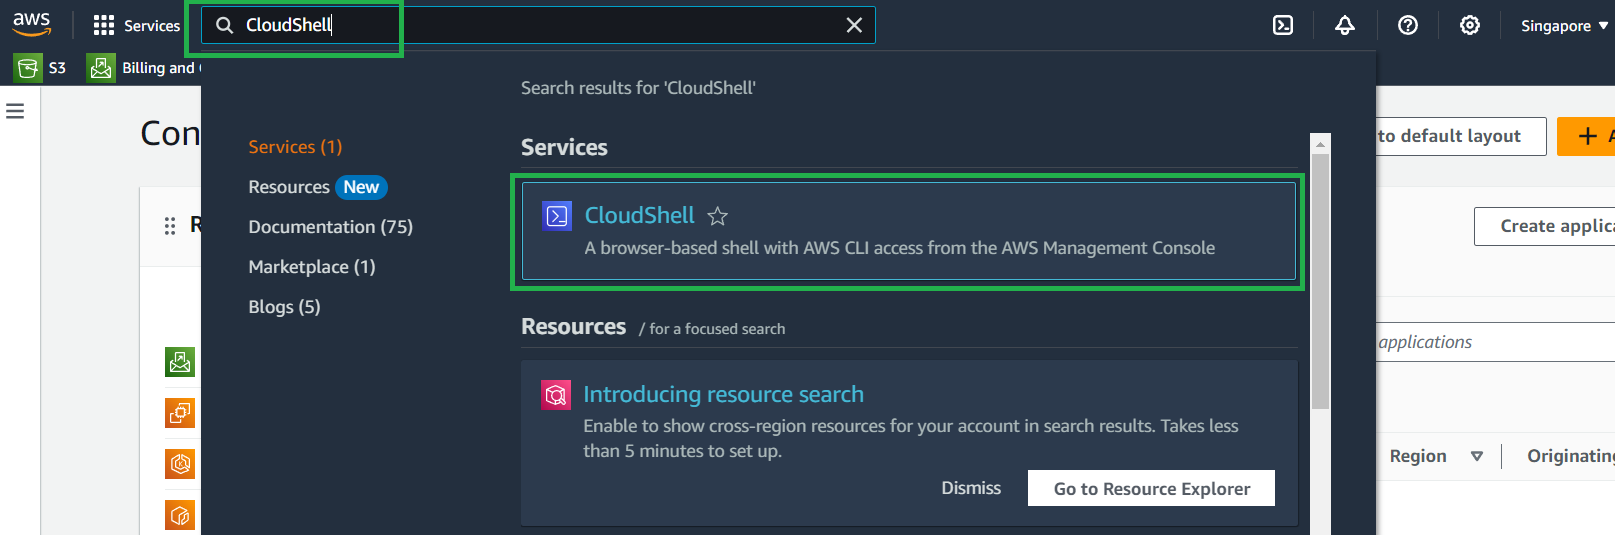 aws
Services
CloudShell
Singapore
S3
Billing and
Search results for 'CloudShell'
Con
to default layout
Services (1)
Resources New
Documentation (75)
Marketplace (1)
Blogs (5)
Services
CloudShell
A browser-based shell with AWS CLI access from the AWS Management Console
Resources / for a focused search
Introducing resource search
Enable to show cross-region resources for your account in search results. Takes less
than 5 minutes to set up.
Dismiss
Go to Resource Explorer
Create applica
applications
Region
Originating